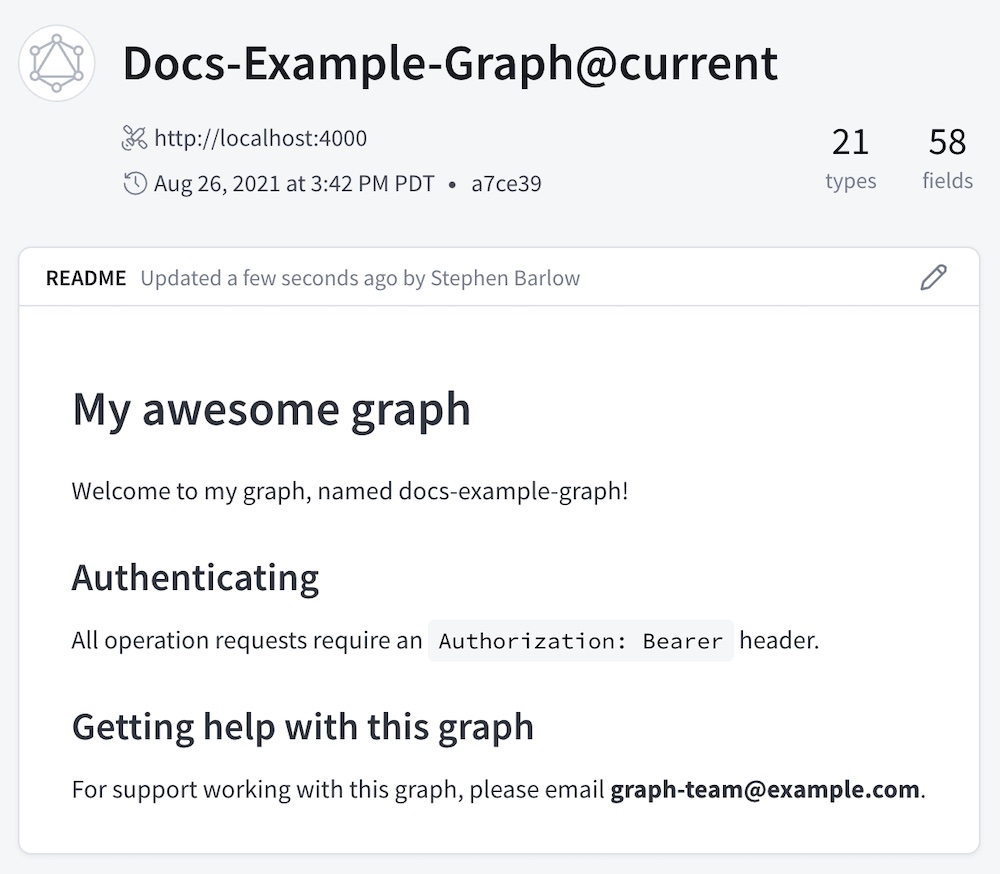 Docs-Example-Graph@current
http://localhost:4000
Aug 26, 2021 at 3:42 PM PDT • a7ce39
21 types
58 fields
README Updated a few seconds ago by Stephen Barlow
My awesome graph
Welcome to my graph, named docs-example-graph!
Authenticating
All operation requests require an Authorization: Bearer header.
Getting help with this graph
For support working with this graph, please email graph-team@example.com.